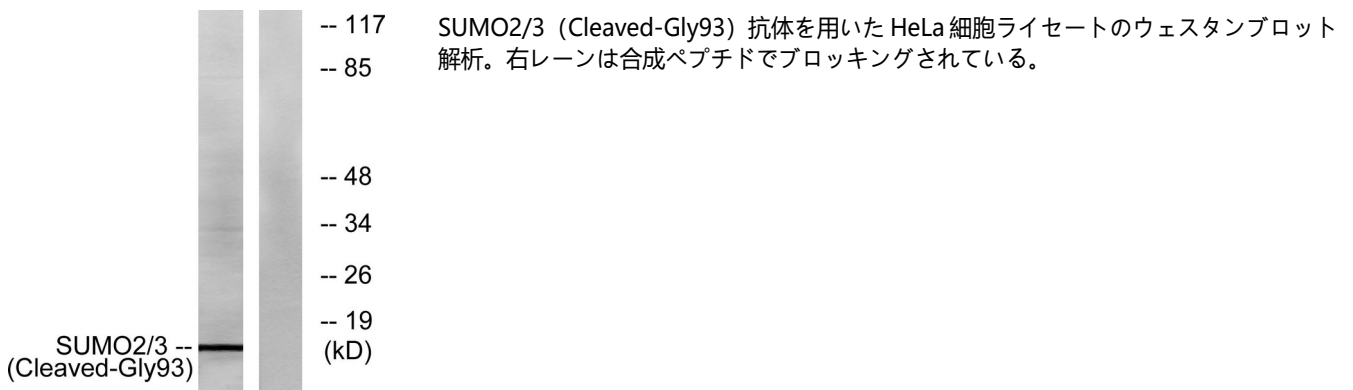 -- 117
-- 85
-- 48
-- 34
-- 26
-- 19
(kD)
SUMO2/3 --
(Cleaved-Gly93)
SUMO2/3（Cleaved-Gly93）抗体を用いた HeLa 細胞ライセートのウェスタンブロット
解析。右レーンは合成ペプチドでブロッキングされている。